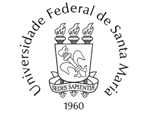 Universidade Federal de Santa Maria
SEDES SAPIENTIÆ
1960